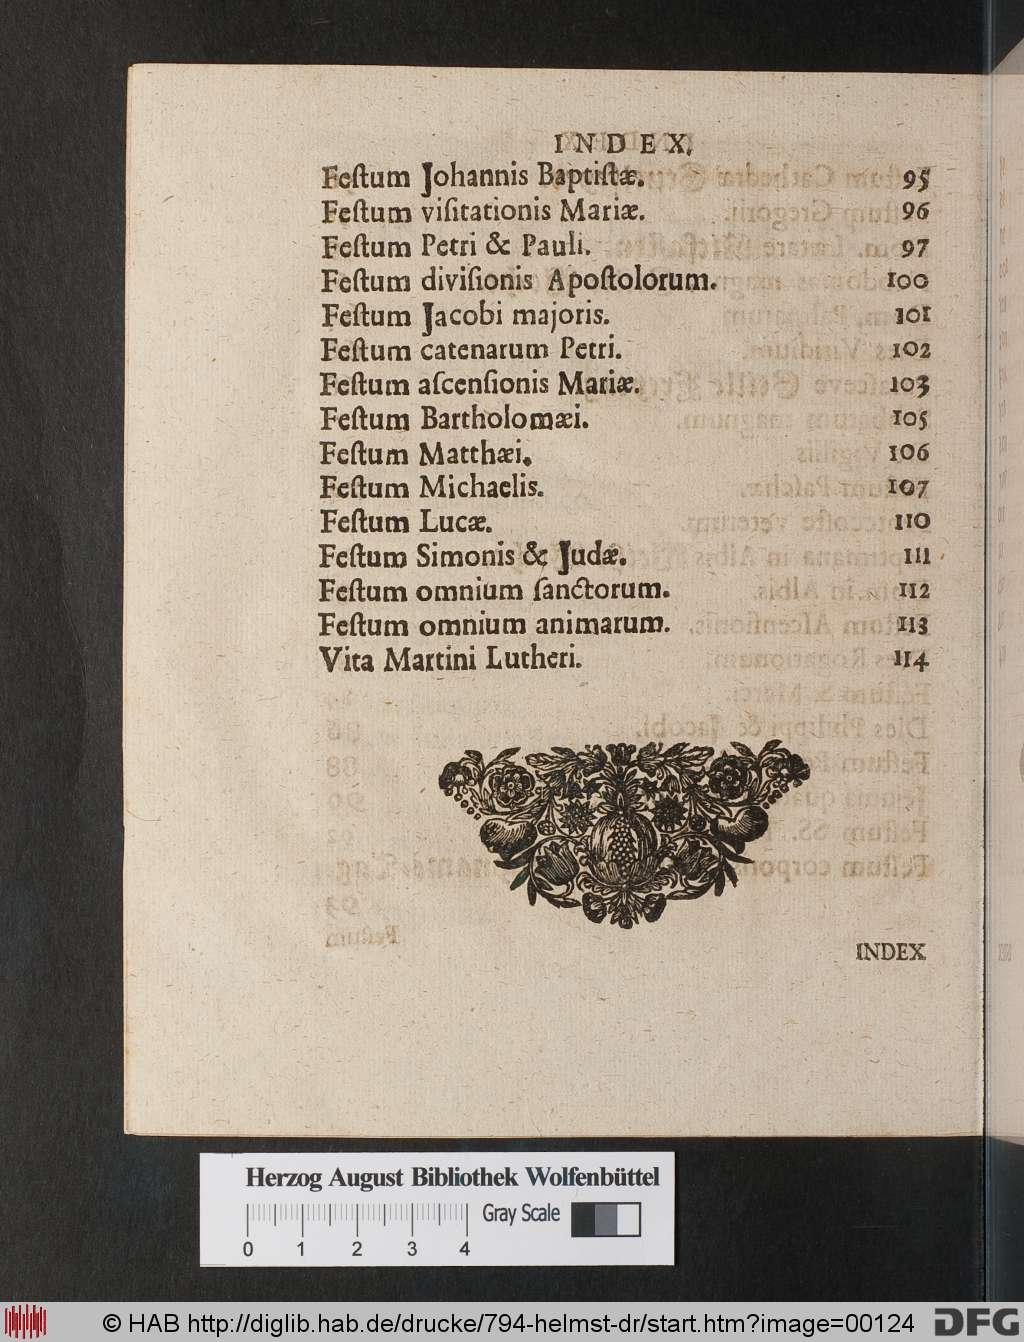 INDEX.
Feſtum Johannis Baptiſtæ. 95
Feſtum viſitationis Mariæ. 96
Feſtum Petri & Pauli. 97
Feſtum diviſionis Apoſtolorum. 100
Feſtum Jacobi majoris. 101
Feſtum catenarum Petri. 102
Feſtum aſcenſionis Mariæ. 103
Feſtum Bartholomæi. 105
Feſtum Matthæi. 106
Feſtum Michaelis. 107
Feſtum Lucæ. 110
Feſtum Simonis & Judæ. 111
Feſtum omnium ſanctorum. 112
Feſtum omnium animarum. 113
Vita Martini Lutheri. 114
INDEX
Herzog August Bibliothek Wolfenbüttel
Gray Scale
0 1 2 3 4
© HAB http://diglib.hab.de/drucke/794-helmst-dr/start.htm?image=00124
DFG